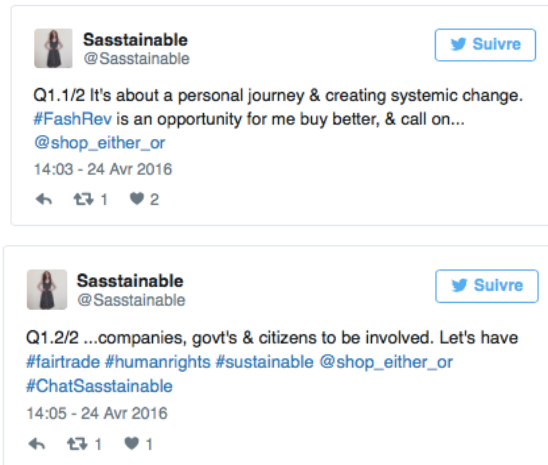 Sasstainable
@Sasstainable
Suivre
Q1.1/2 It's about a personal journey & creating systemic change.
#FashRev is an opportunity for me buy better, & call on...
@shop_either_or
14:03 - 24 Avr 2016
1 2
Sasstainable
@Sasstainable
Suivre
Q1.2/2 ...companies, govt's & citizens to be involved. Let's have
#fairtrade #humanrights #sustainable @shop_either_or
#ChatSasstainable
14:05 - 24 Avr 2016
1 1